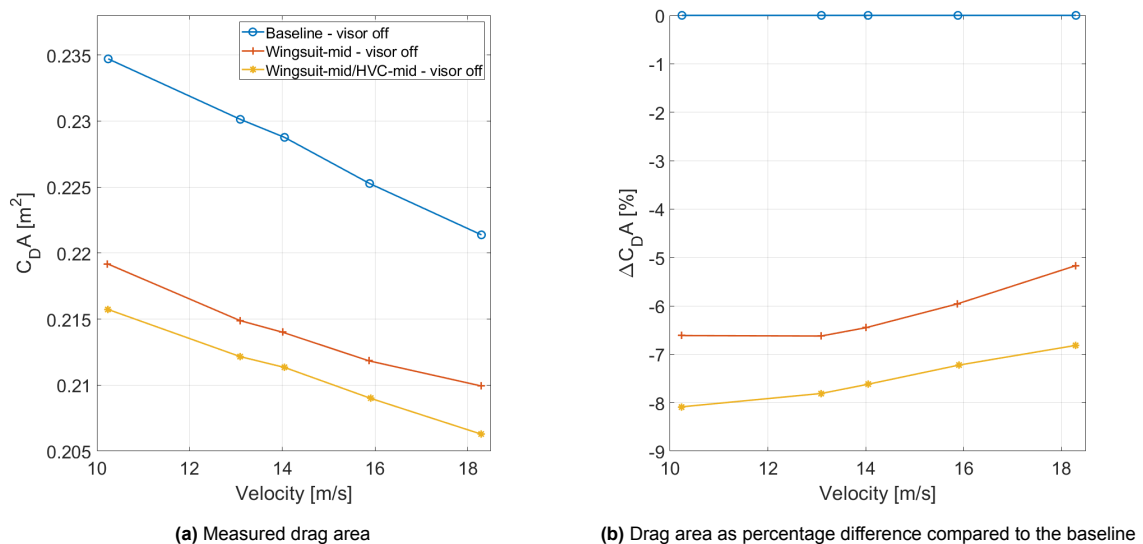 0.235
0.23
0.225
0.22
0.215
0.21
0.205
C_D A [m²]
Baseline - visor off
Wingsuit-mid - visor off
Wingsuit-mid/HVC-mid - visor off
10 12 14 16 18
Velocity [m/s]
(a) Measured drag area
0
-1
-2
-3
-4
-5
-6
-7
-8
-9
ΔC_D A [%]
10 12 14 16 18
Velocity [m/s]
(b) Drag area as percentage difference compared to the baseline